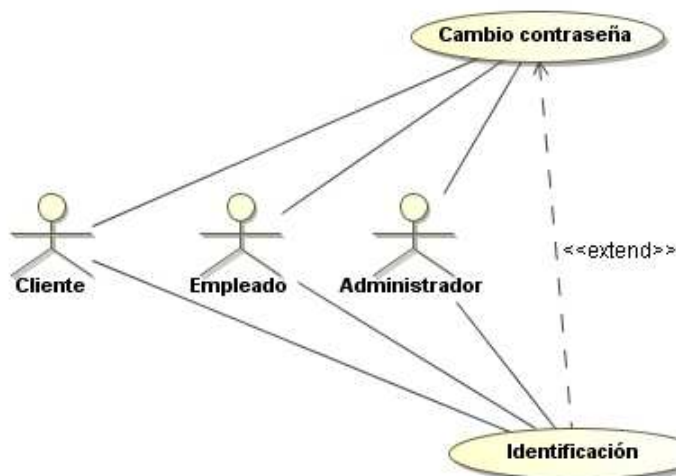 Cambio contraseña
<<extend>>
Cliente
Empleado
Administrador
Identificación